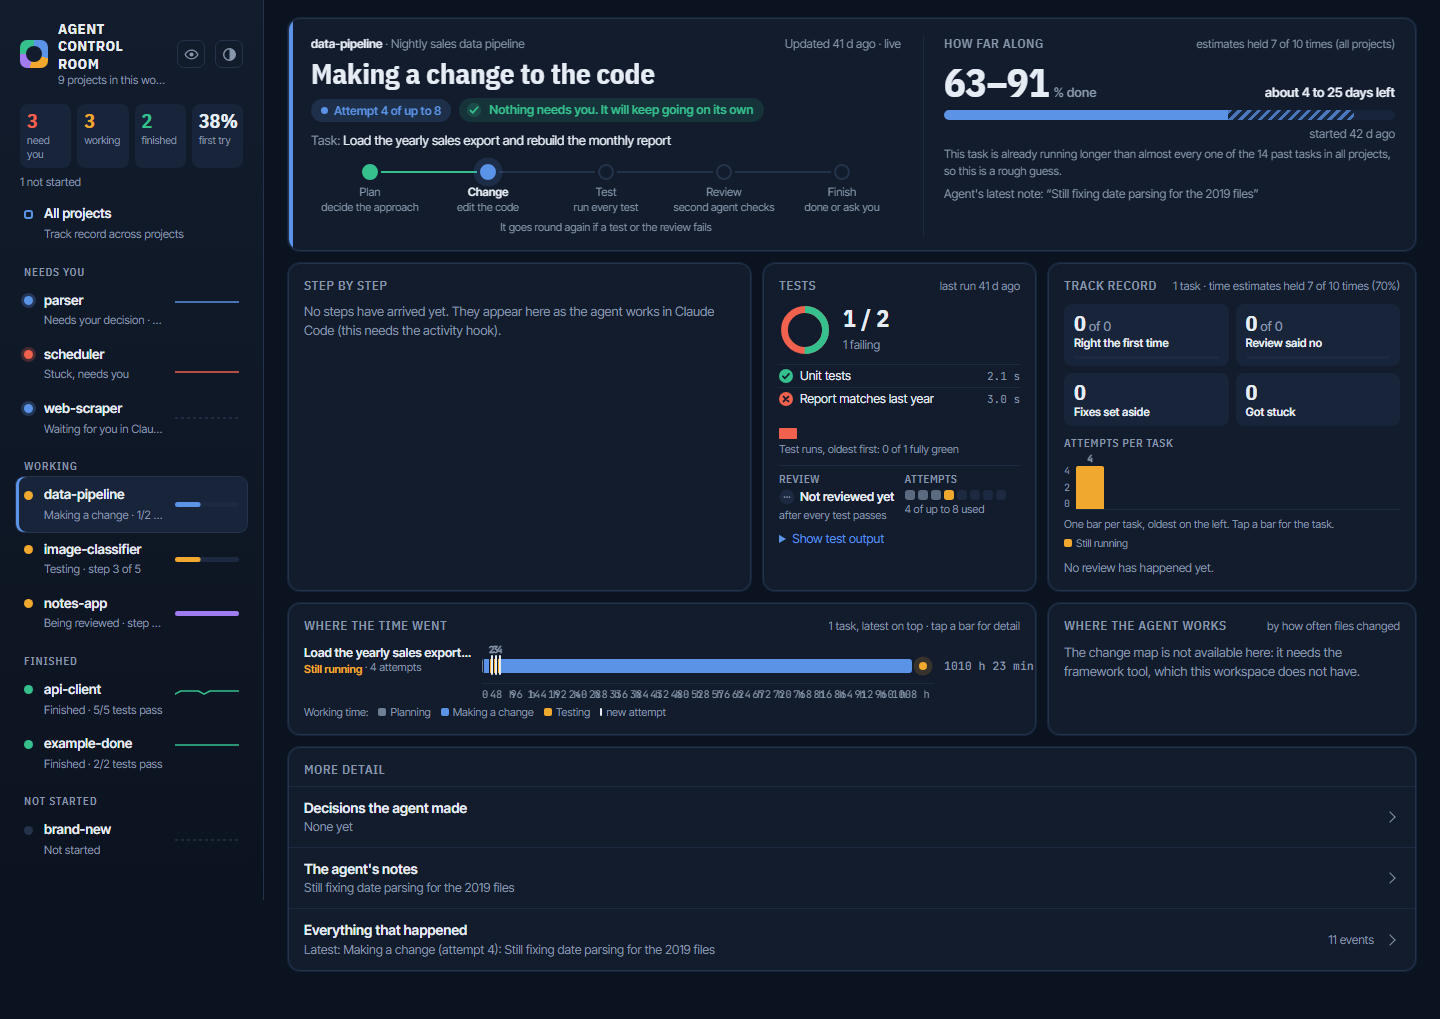 AGENT
CONTROL
ROOM
9 projects in this wo...
3
need
you
3
working
2
finished
38%
first try
1 not started
All projects
Track record across projects
NEEDS YOU
parser
Needs your decision · ...
scheduler
Stuck, needs you
web-scraper
Waiting for you in Clau...
WORKING
data-pipeline
Making a change · 1/2 ...
image-classifier
Testing · step 3 of 5
notes-app
Being reviewed · step ...
FINISHED
api-client
Finished · 5/5 tests pass
example-done
Finished · 2/2 tests pass
NOT STARTED
brand-new
Not started
data-pipeline · Nightly sales data pipeline
Updated 41 d ago · live
Making a change to the code
Attempt 4 of up to 8
Nothing needs you. It will keep going on its own
Task: Load the yearly sales export and rebuild the monthly report
Plan
decide the approach
Change
edit the code
Test
run every test
Review
second agent checks
Finish
done or ask you
It goes round again if a test or the review fails
HOW FAR ALONG
estimates held 7 of 10 times (all projects)
63–91 % done
about 4 to 25 days left
started 42 d ago
This task is already running longer than almost every one of the 14 past tasks in all projects,
so this is a rough guess.
Agent's latest note: “Still fixing date parsing for the 2019 files”
STEP BY STEP
No steps have arrived yet. They appear here as the agent works in Claude
Code (this needs the activity hook).
TESTS
last run 41 d ago
1 / 2
1 failing
Unit tests
2.1 s
Report matches last year
3.0 s
Test runs, oldest first: 0 of 1 fully green
REVIEW
Not reviewed yet
after every test passes
ATTEMPTS
4 of up to 8 used
Show test output
TRACK RECORD
1 task · time estimates held 7 of 10 times (70%)
0 of 0
Right the first time
0 of 0
Review said no
0
Fixes set aside
0
Got stuck
ATTEMPTS PER TASK
4
4
2
0
One bar per task, oldest on the left. Tap a bar for the task.
Still running
No review has happened yet.
WHERE THE TIME WENT
1 task, latest on top · tap a bar for detail
Load the yearly sales export...
Still running · 4 attempts
234
1010 h 23 min
Working time:
Planning
Making a change
Testing
new attempt
WHERE THE AGENT WORKS
by how often files changed
The change map is not available here: it needs the
framework tool, which this workspace does not have.
MORE DETAIL
Decisions the agent made
None yet
The agent's notes
Still fixing date parsing for the 2019 files
Everything that happened
Latest: Making a change (attempt 4): Still fixing date parsing for the 2019 files
11 events